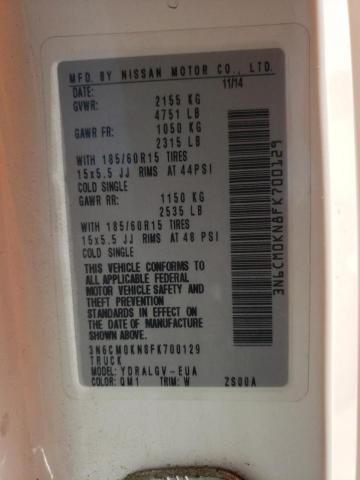 MFD. BY NISSAN MOTOR CO., LTD.
DATE: 11/14
GVWR: 2155 KG
4751 LB
GAWR FR: 1050 KG
2315 LB
WITH 185/60R15 TIRES
15x5.5 JJ RIMS AT 44PSI
COLD SINGLE
GAWR RR: 1150 KG
2535 LB
WITH 185/60R15 TIRES
15x5.5 JJ RIMS AT 48 PSI
COLD SINGLE
THIS VEHICLE CONFORMS TO
ALL APPLICABLE FEDERAL
MOTOR VEHICLE SAFETY
AND THEFT PREVENTION
STANDARDS IN EFFECT ON
THE DATE OF MANUFACTURE
SHOWN ABOVE.
3N6CM0KN8FK700129
TRUCK
MODEL: YDRALGV-EUA
COLOR: QM1 TRIM: W ZS00A
3N6CM0KN8FK700129